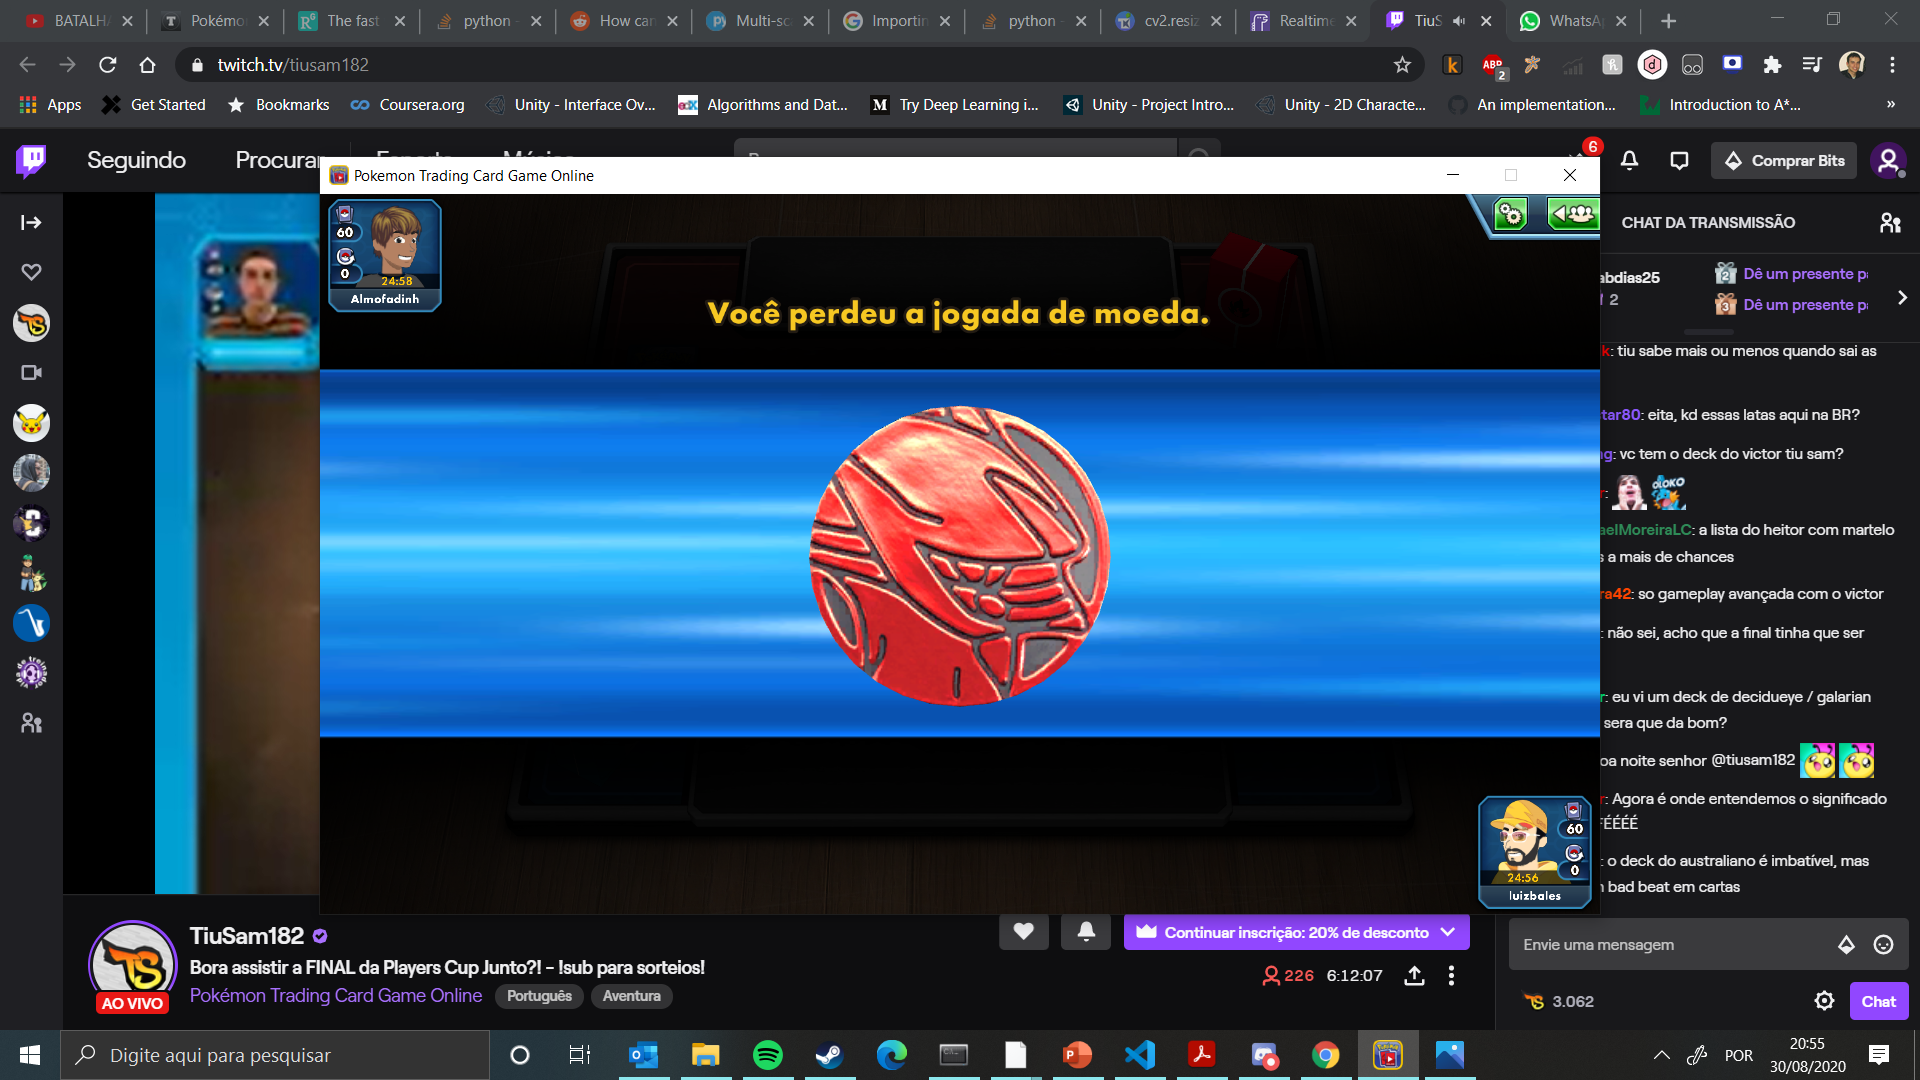 BATALHA
Pokémo
The fast
python -
How can
Multi-sc
Importin
python -
cv2.resiz
Realtime
TiuS
WhatsAp
twitch.tv/tiusam182
ABP
2
Apps
Get Started
Bookmarks
Coursera.org
Unity - Interface Ov...
Algorithms and Dat...
Try Deep Learning i...
Unity - Project Intro...
Unity - 2D Characte...
An implementation...
Introduction to A*...
»
Seguindo
Procurar
6
Comprar Bits
Pokemon Trading Card Game Online
60
0
24:58
Almofadinh
Você perdeu a jogada de moeda.
60
0
24:56
luizbales
CHAT DA TRANSMISSÃO
abdias25
2
2
Dê um presente p
3
Dê um presente p
k: tiu sabe mais ou menos quando sai as
tar80: eita, kd essas latas aqui na BR?
ng: vc tem o deck do victor tiu sam?
r:
OLOKO
aelMoreiraLC: a lista do heitor com martelo
s a mais de chances
ra42: so gameplay avançada com o victor
: não sei, acho que a final tinha que ser
r: eu vi um deck de decidueye / galarian
sera que da bom?
oa noite senhor @tiusam182
r: Agora é onde entendemos o significado
FÉÉÉÉ
: o deck do australiano é imbatível, mas
bad beat em cartas
TS
AO VIVO
TiuSam182
Bora assistir a FINAL da Players Cup Junto?! - !sub para sorteios!
Pokémon Trading Card Game Online
Português
Aventura
Continuar inscrição: 20% de desconto
226
6:12:07
Envie uma mensagem
3.062
Chat
Digite aqui para pesquisar
POR
20:55
30/08/2020